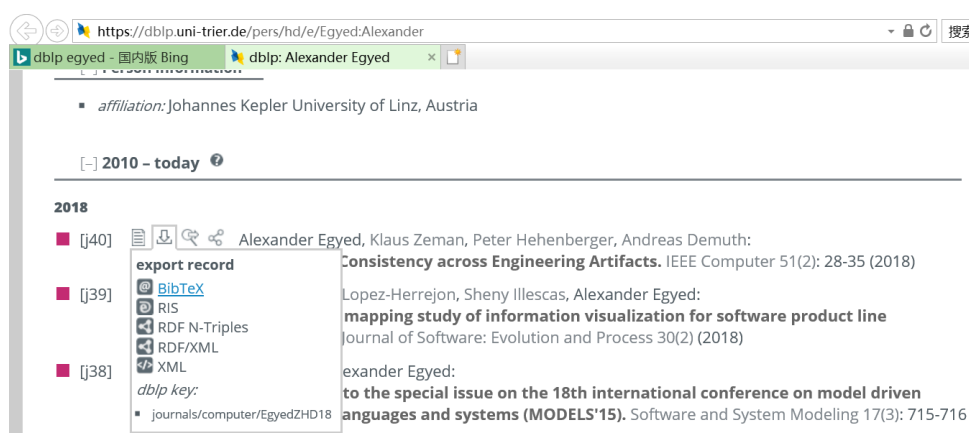 https://dblp.uni-trier.de/pers/hd/e/Egyed:Alexander
搜索
dblp egyed - 国内版 Bing
dblp: Alexander Egyed ×
[-] Person information
▪ affiliation: Johannes Kepler University of Linz, Austria
[–] 2010 – today ?
2018
[j40] Alexander Egyed, Klaus Zeman, Peter Hehenberger, Andreas Demuth:
export record
Consistency across Engineering Artifacts. IEEE Computer 51(2): 28-35 (2018)
BibTeX
[j39] Lopez-Herrejon, Sheny Illescas, Alexander Egyed:
RIS
mapping study of information visualization for software product line
RDF N-Triples
Journal of Software: Evolution and Process 30(2) (2018)
RDF/XML
XML
[j38] exander Egyed:
dblp key:
to the special issue on the 18th international conference on model driven
▪ journals/computer/EgyedZHD18
anguages and systems (MODELS'15). Software and System Modeling 17(3): 715-716